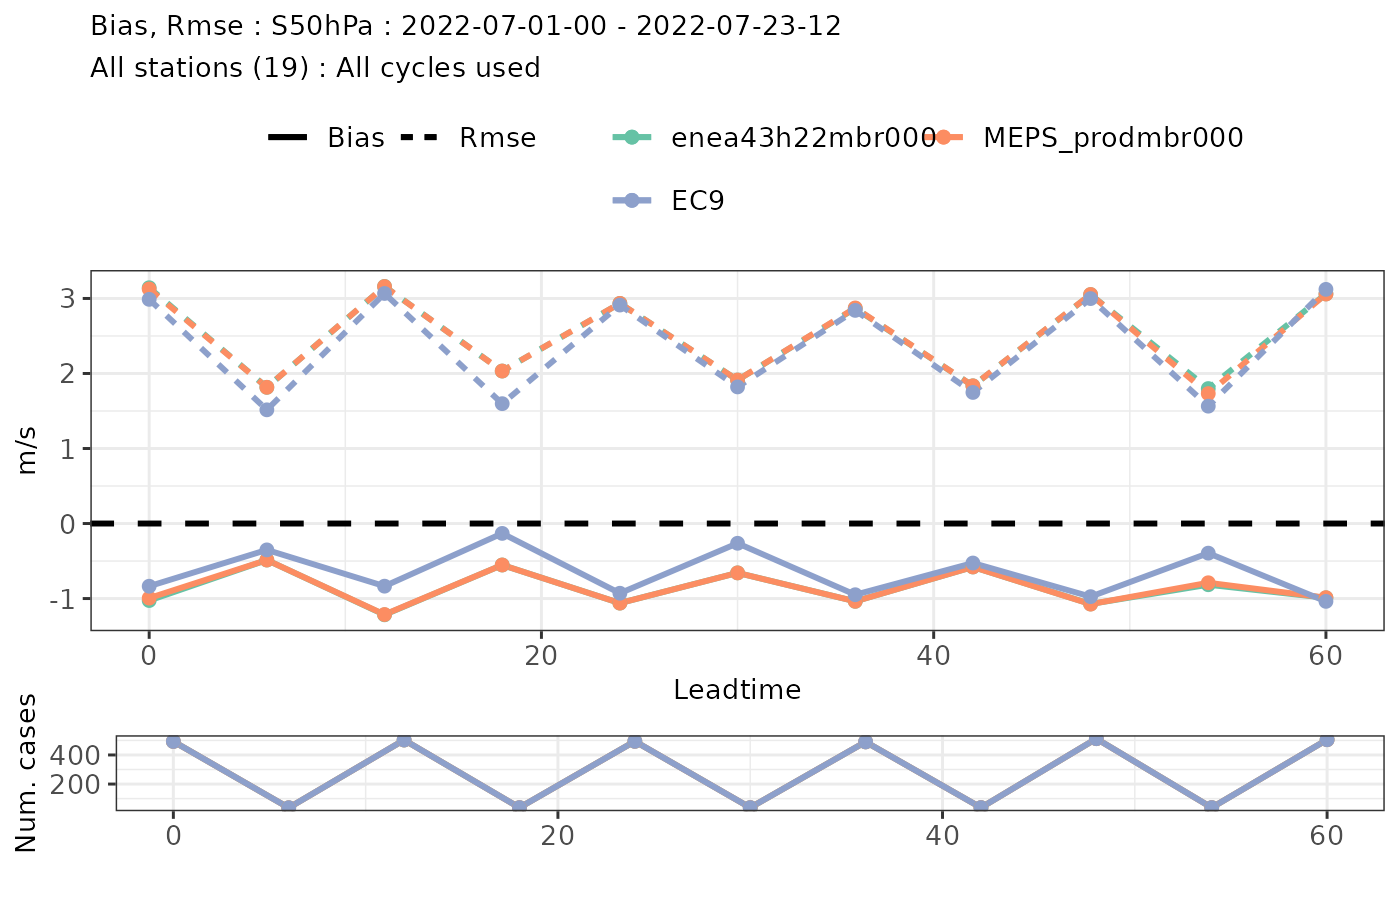 Bias, Rmse : S50hPa : 2022-07-01-00 - 2022-07-23-12
All stations (19) : All cycles used
Bias Rmse enea43h22mbr000 MEPS_prodmbr000
EC9
m/s
3
2
1
0
-1
0 20 40 60
Leadtime
Num. cases
400
200
0 20 40 60